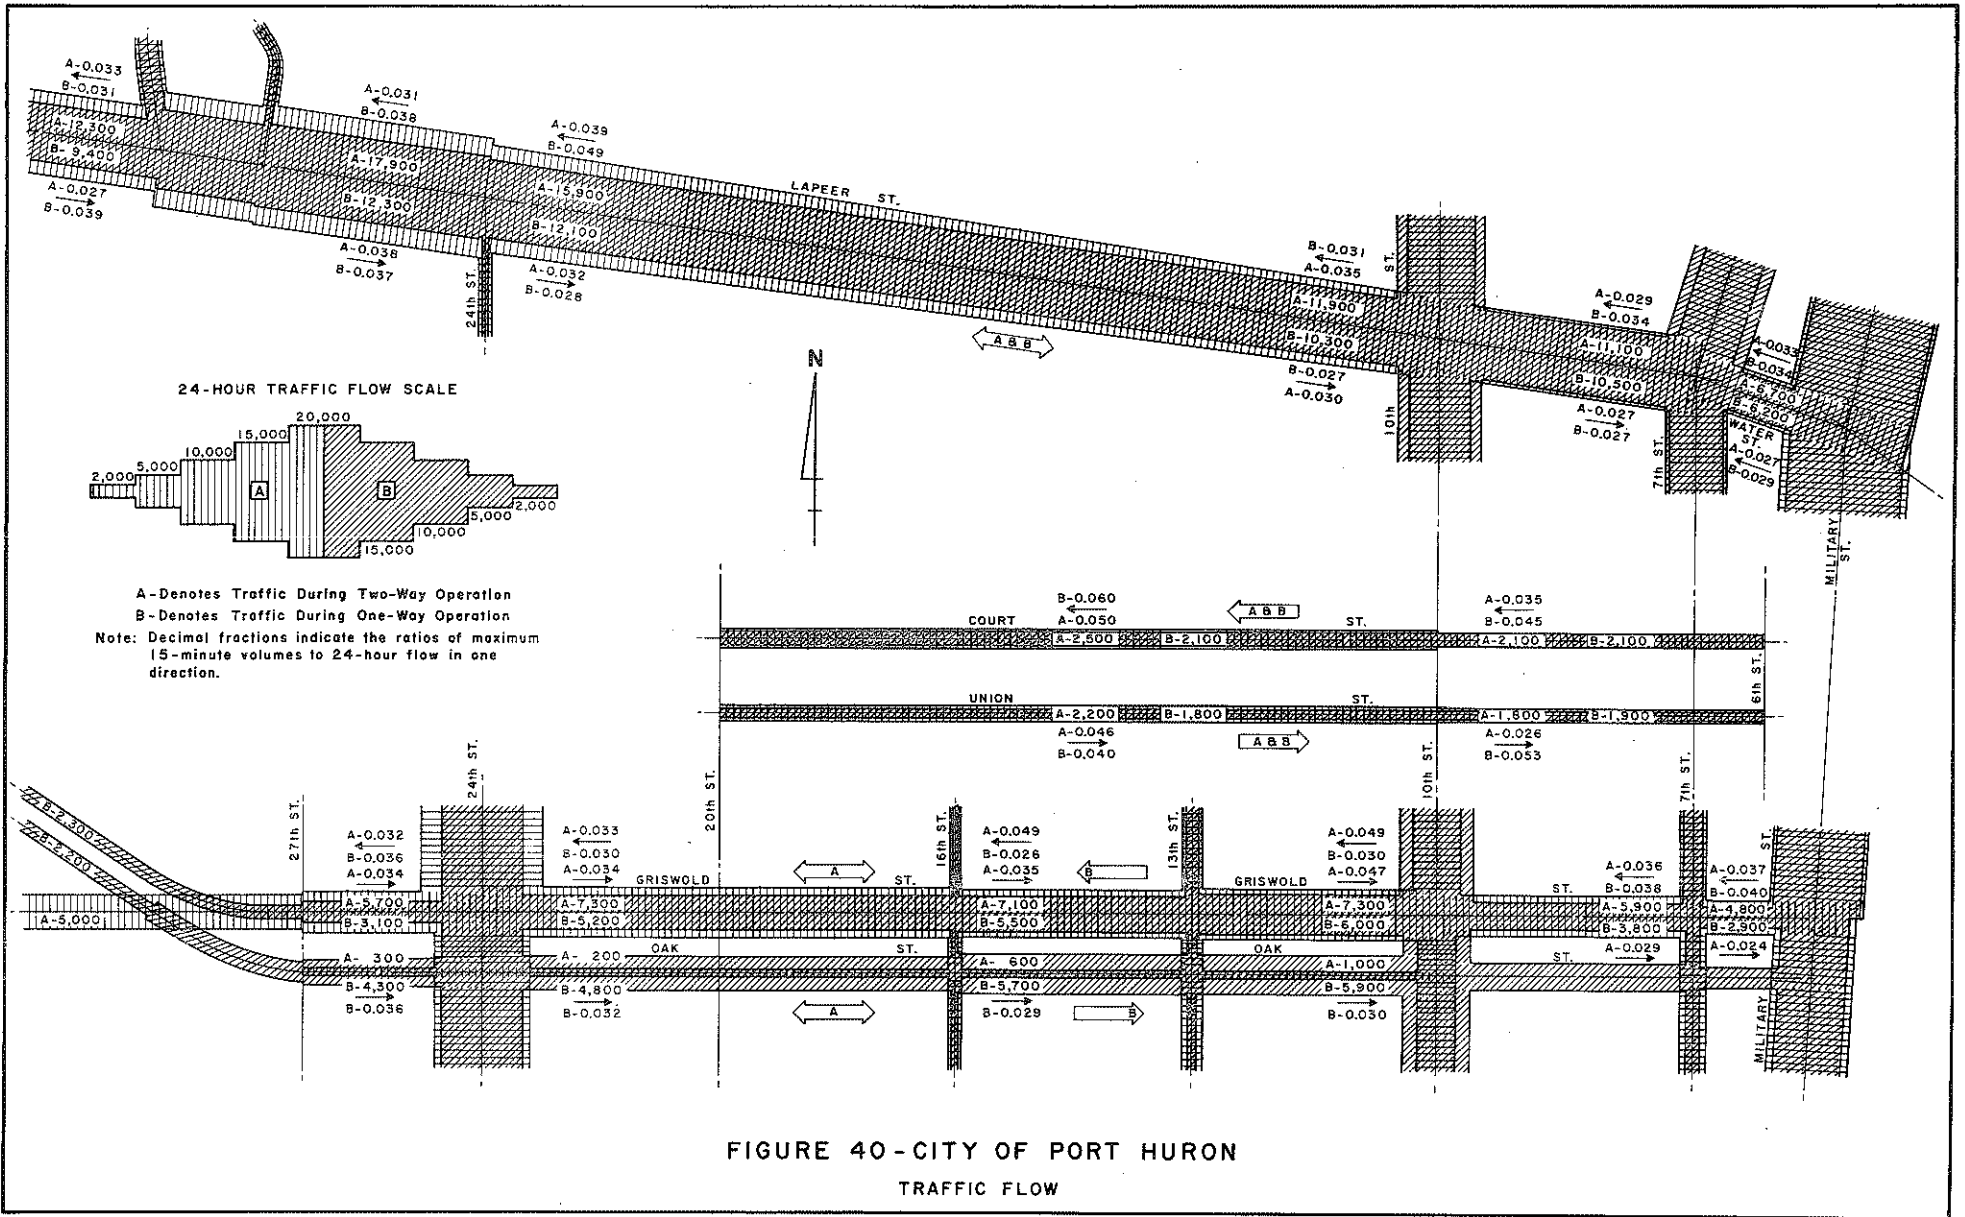 A-0.033
B-0.031
A-12,300
B-9,400
A-0.027
B-0.039
A-0.031
B-0.038
A-17,900
B-12,300
A-0.038
B-0.037
24th ST.
A-0.039
B-0.049
A-15,900
B-12,100
A-0.032
B-0.028
LAPEER ST.
A & B
B-0.031
A-0.035
A-11,900
B-10,300
B-0.027
A-0.030
10th ST.
A-0.029
B-0.034
A-11,100
B-10,500
A-0.027
B-0.027
7th ST.
A-0.033
B-0.034
A-6,700
B-6,200
WATER ST.
A-0.027
B-0.029
MILITARY ST.
N
24-HOUR TRAFFIC FLOW SCALE
20,000
15,000
10,000
5,000
2,000
A
B
2,000
5,000
10,000
15,000
A-Denotes Traffic During Two-Way Operation
B-Denotes Traffic During One-Way Operation
Note: Decimal fractions indicate the ratios of maximum
15-minute volumes to 24-hour flow in one
direction.
B-0.060
A-0.050
A & B
A-0.035
B-0.045
COURT ST.
A-2,500 B-2,100
A-2,100 B-2,100
UNION ST.
A-2,200 B-1,800
B-1,900
A-0.046
B-0.040
A & B
A-0.026
B-0.053
6th ST.
27th ST.
24th ST.
20th ST.
16th ST.
13th ST.
10th ST.
7th ST.
B-2,300
B-2,200
A-5,000
A-0.032
B-0.036
A-0.034
A-5,700
B-3,100
A-300
B-4,300
B-0.036
A-0.033
B-0.030
A-0.034
GRISWOLD ST.
A
A-7,300
B-5,200
OAK ST.
A-200
B-4,800
B-0.032
A
A-0.049
B-0.026
A-0.035
B
A-7,100
B-5,500
A-600
B-5,700
B-0.029
B
A-0.049
B-0.030
A-0.047
GRISWOLD ST.
A-7,300
B-6,000
OAK ST.
A-1,000
B-5,900
B-0.030
A-0.036
B-0.038
A-5,900
B-3,800
A-0.029
A-0.037
B-0.040
A-4,800
B-2,900
A-0.024
MILITARY ST.
FIGURE 40-CITY OF PORT HURON
TRAFFIC FLOW